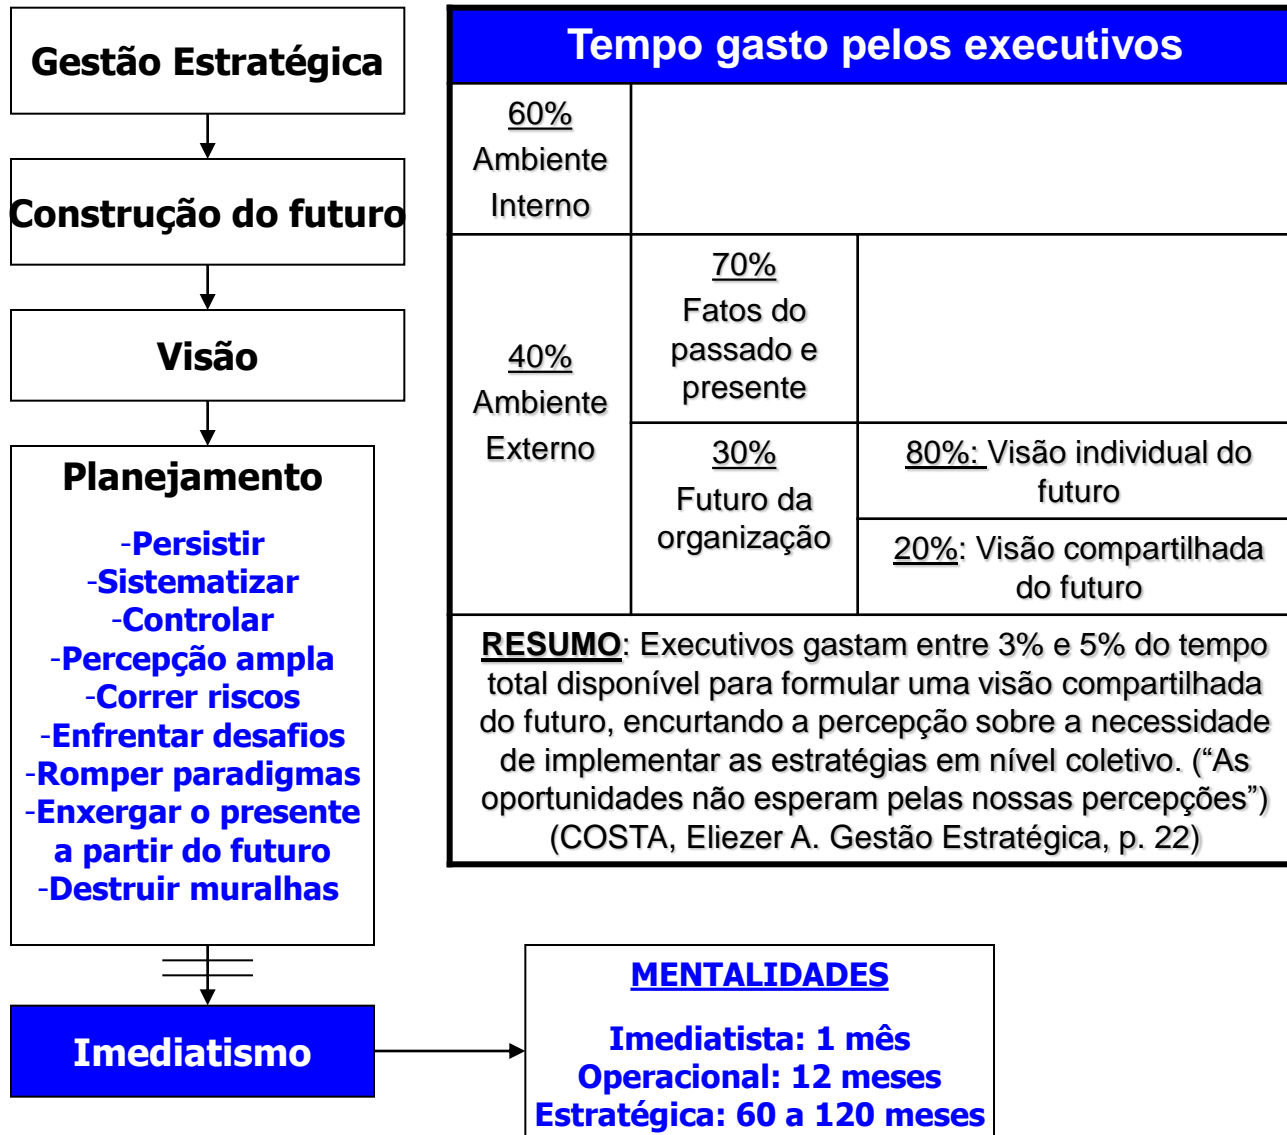 Gestão Estratégica
Construção do futuro
Visão
Planejamento
-Persistir
-Sistematizar
-Controlar
-Percepção ampla
-Correr riscos
-Enfrentar desafios
-Romper paradigmas
-Enxergar o presente
a partir do futuro
-Destruir muralhas
Imediatismo
Tempo gasto pelos executivos
60%
Ambiente
Interno
40%
Ambiente
Externo
70%
Fatos do
passado e
presente
30%
Futuro da
organização
80%: Visão individual do
futuro
20%: Visão compartilhada
do futuro
RESUMO: Executivos gastam entre 3% e 5% do tempo
total disponível para formular uma visão compartilhada
do futuro, encurtando a percepção sobre a necessidade
de implementar as estratégias em nível coletivo. (“As
oportunidades não esperam pelas nossas percepções”)
(COSTA, Eliezer A. Gestão Estratégica, p. 22)
MENTALIDADES
Imediatista: 1 mês
Operacional: 12 meses
Estratégica: 60 a 120 meses